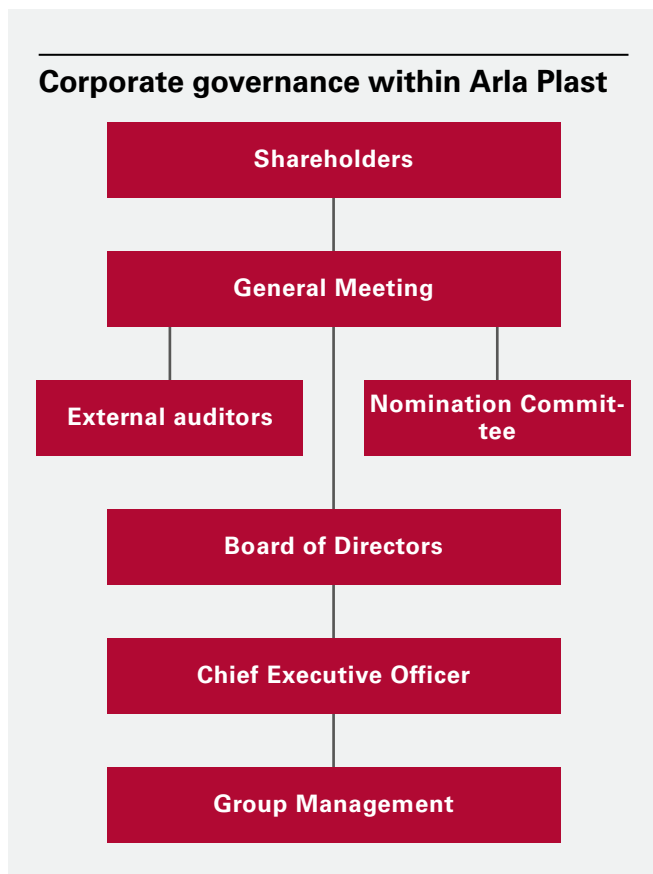 Corporate governance within Arla Plast
Shareholders
General Meeting
External auditors
Nomination Commit-
tee
Board of Directors
Chief Executive Officer
Group Management